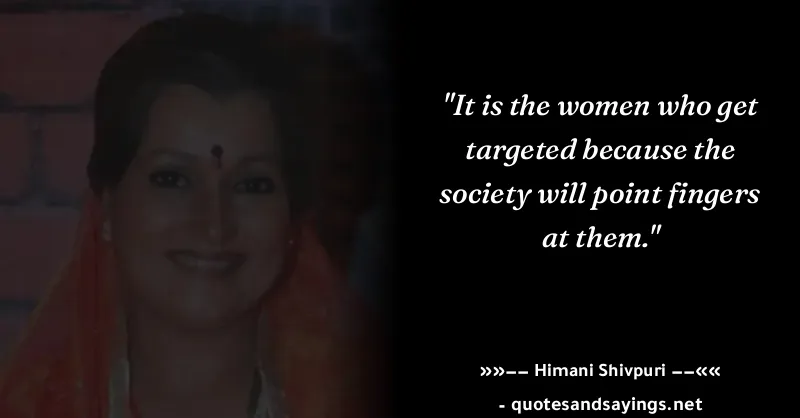 "It is the women who get
targeted because the
society will point fingers
at them."
»»−− Himani Shivpuri −−««
- quotesandsayings.net